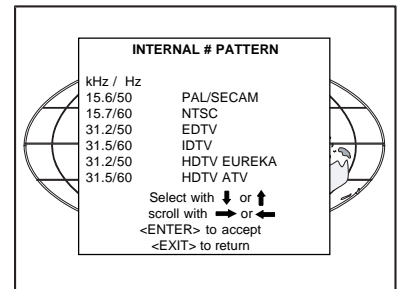 INTERNAL # PATTERN
kHz / Hz
15.6/50 PAL/SECAM
15.7/60 NTSC
31.2/50 EDTV
31.5/60 IDTV
31.2/50 HDTV EUREKA
31.5/60 HDTV ATV
Select with ⬇ or ⬆
scroll with ➡ or ⬅
<ENTER> to accept
<EXIT> to return